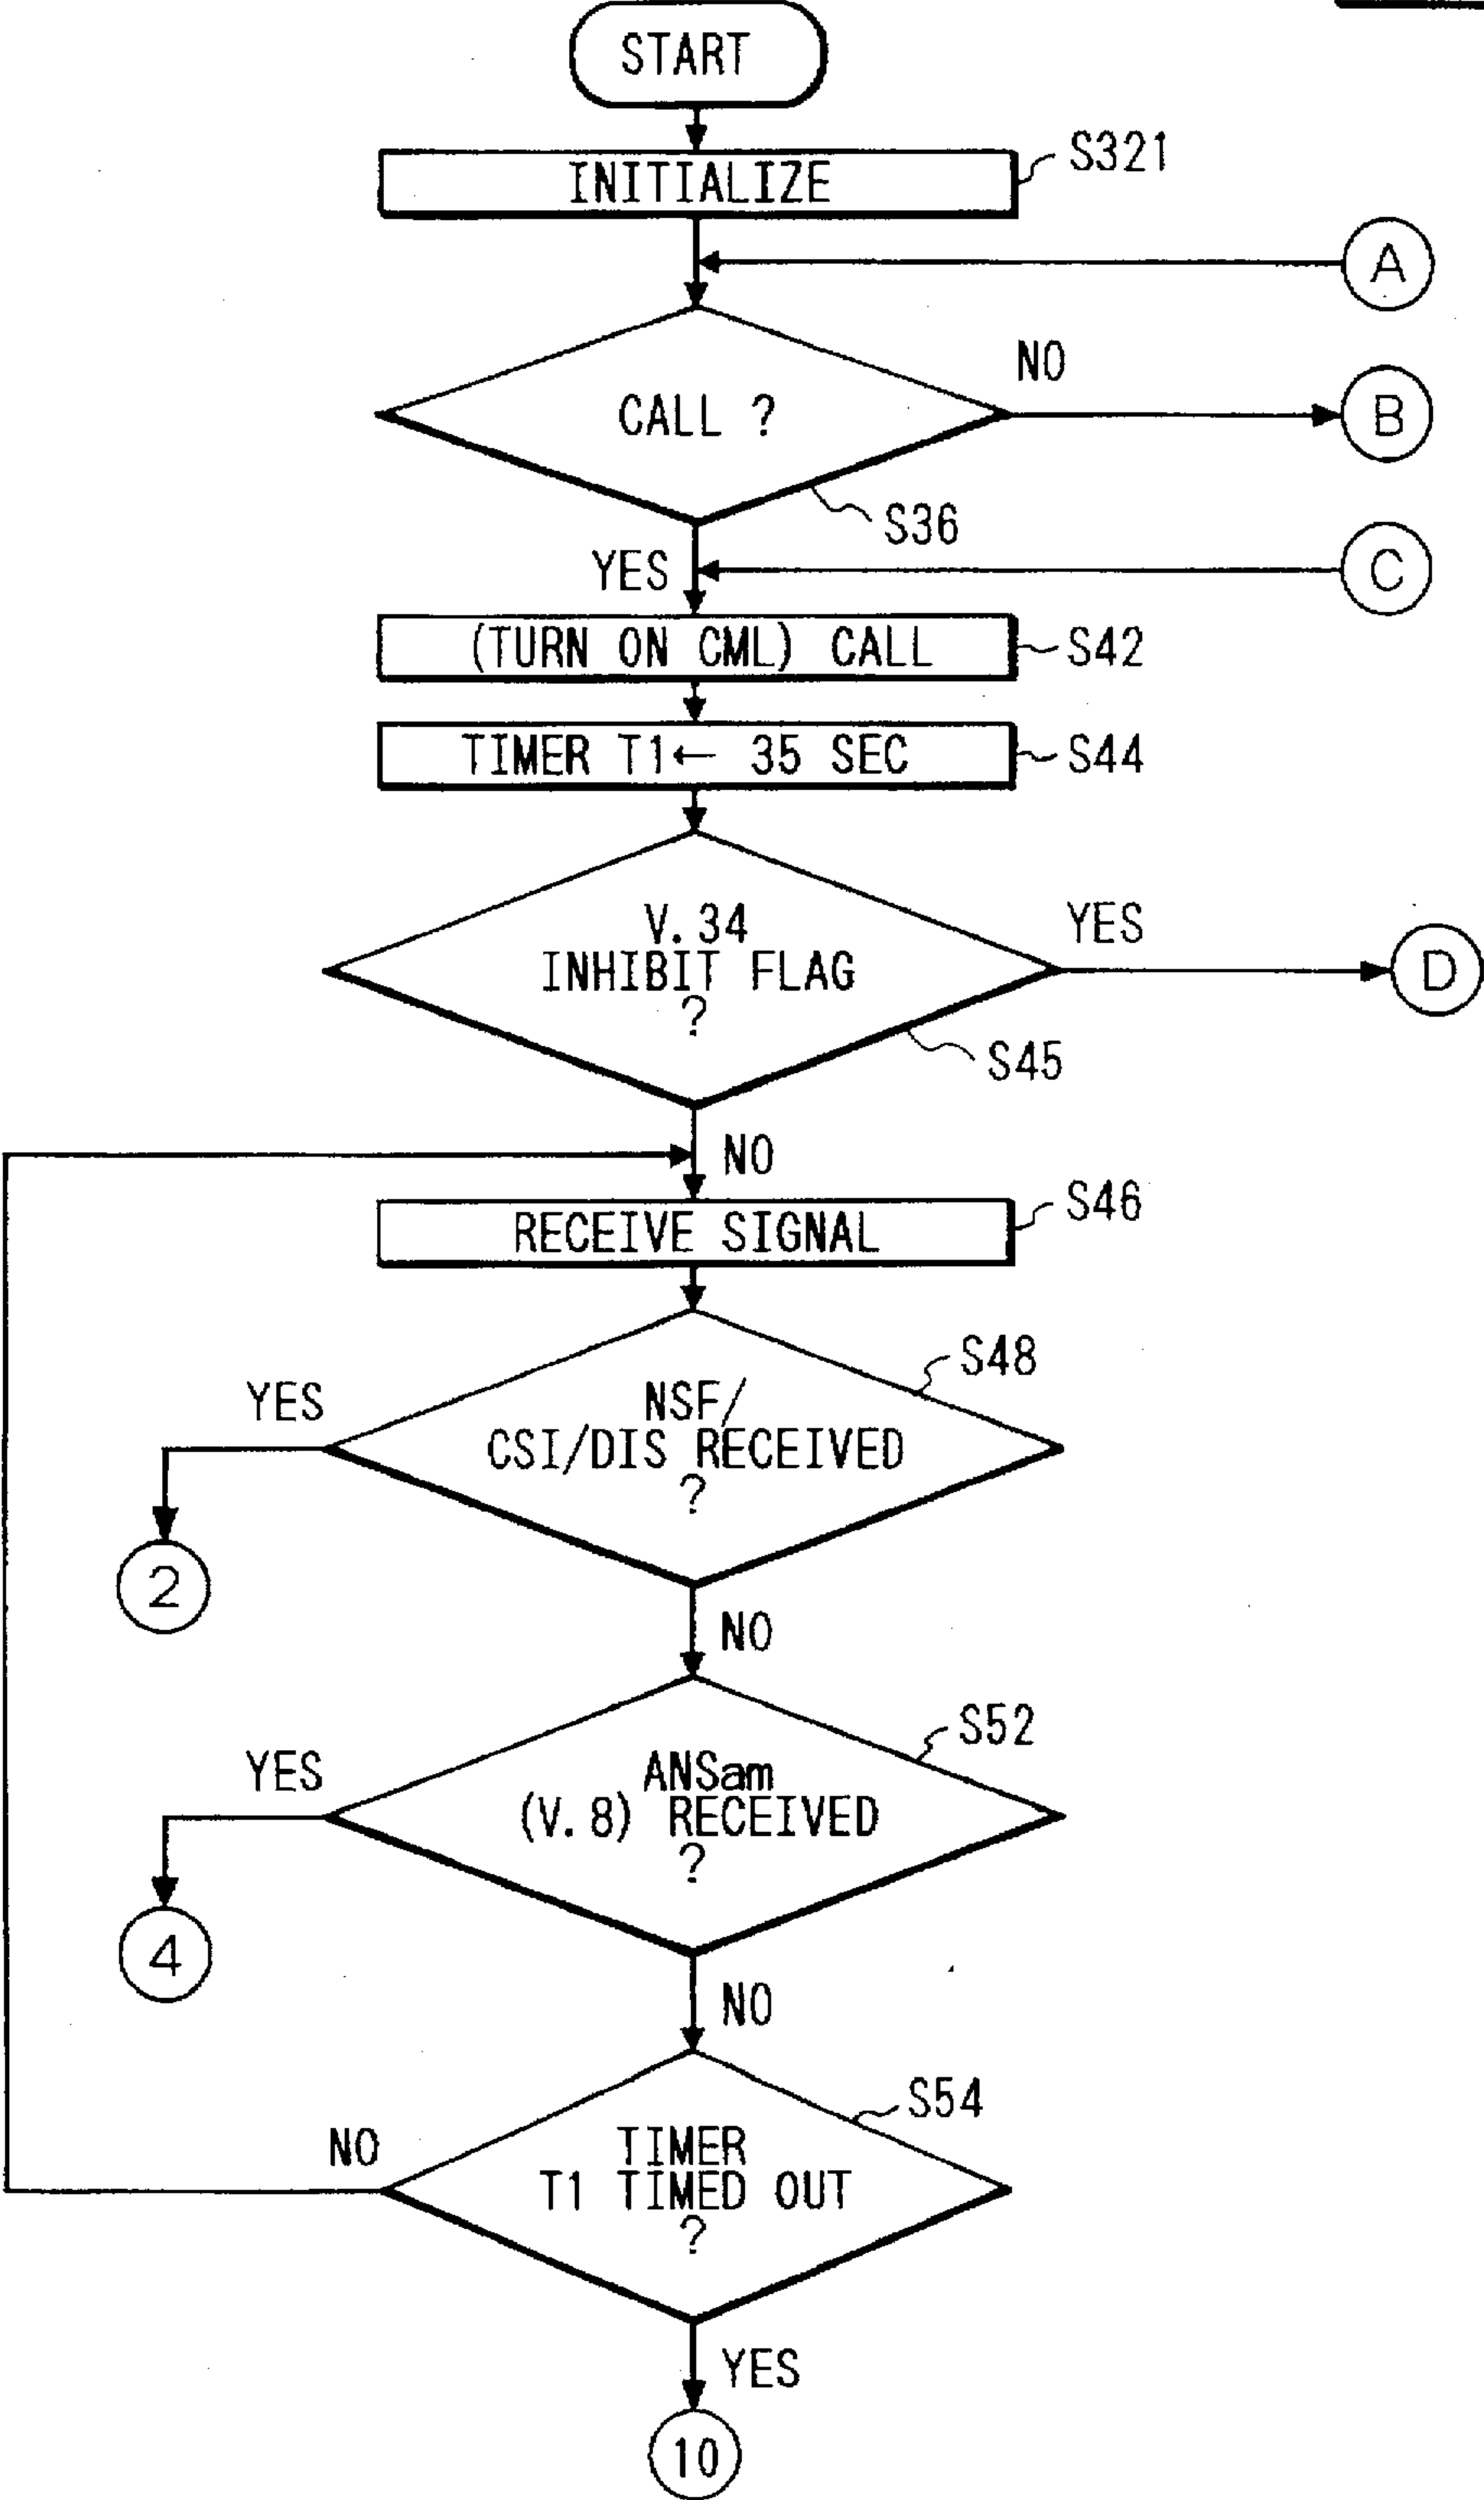 START
INITIALIZE
S321
A
CALL ?
NO
B
S36
YES
C
(TURN ON CML) CALL
S42
TIMER T1← 35 SEC
S44
V.34
INHIBIT FLAG
?
YES
D
S45
NO
RECEIVE SIGNAL
S46
S48
YES
NSF/
CSI/DIS RECEIVED
?
2
NO
S52
YES
ANSam
(V.8) RECEIVED
?
4
NO
S54
NO
TIMER
T1 TIMED OUT
?
YES
10